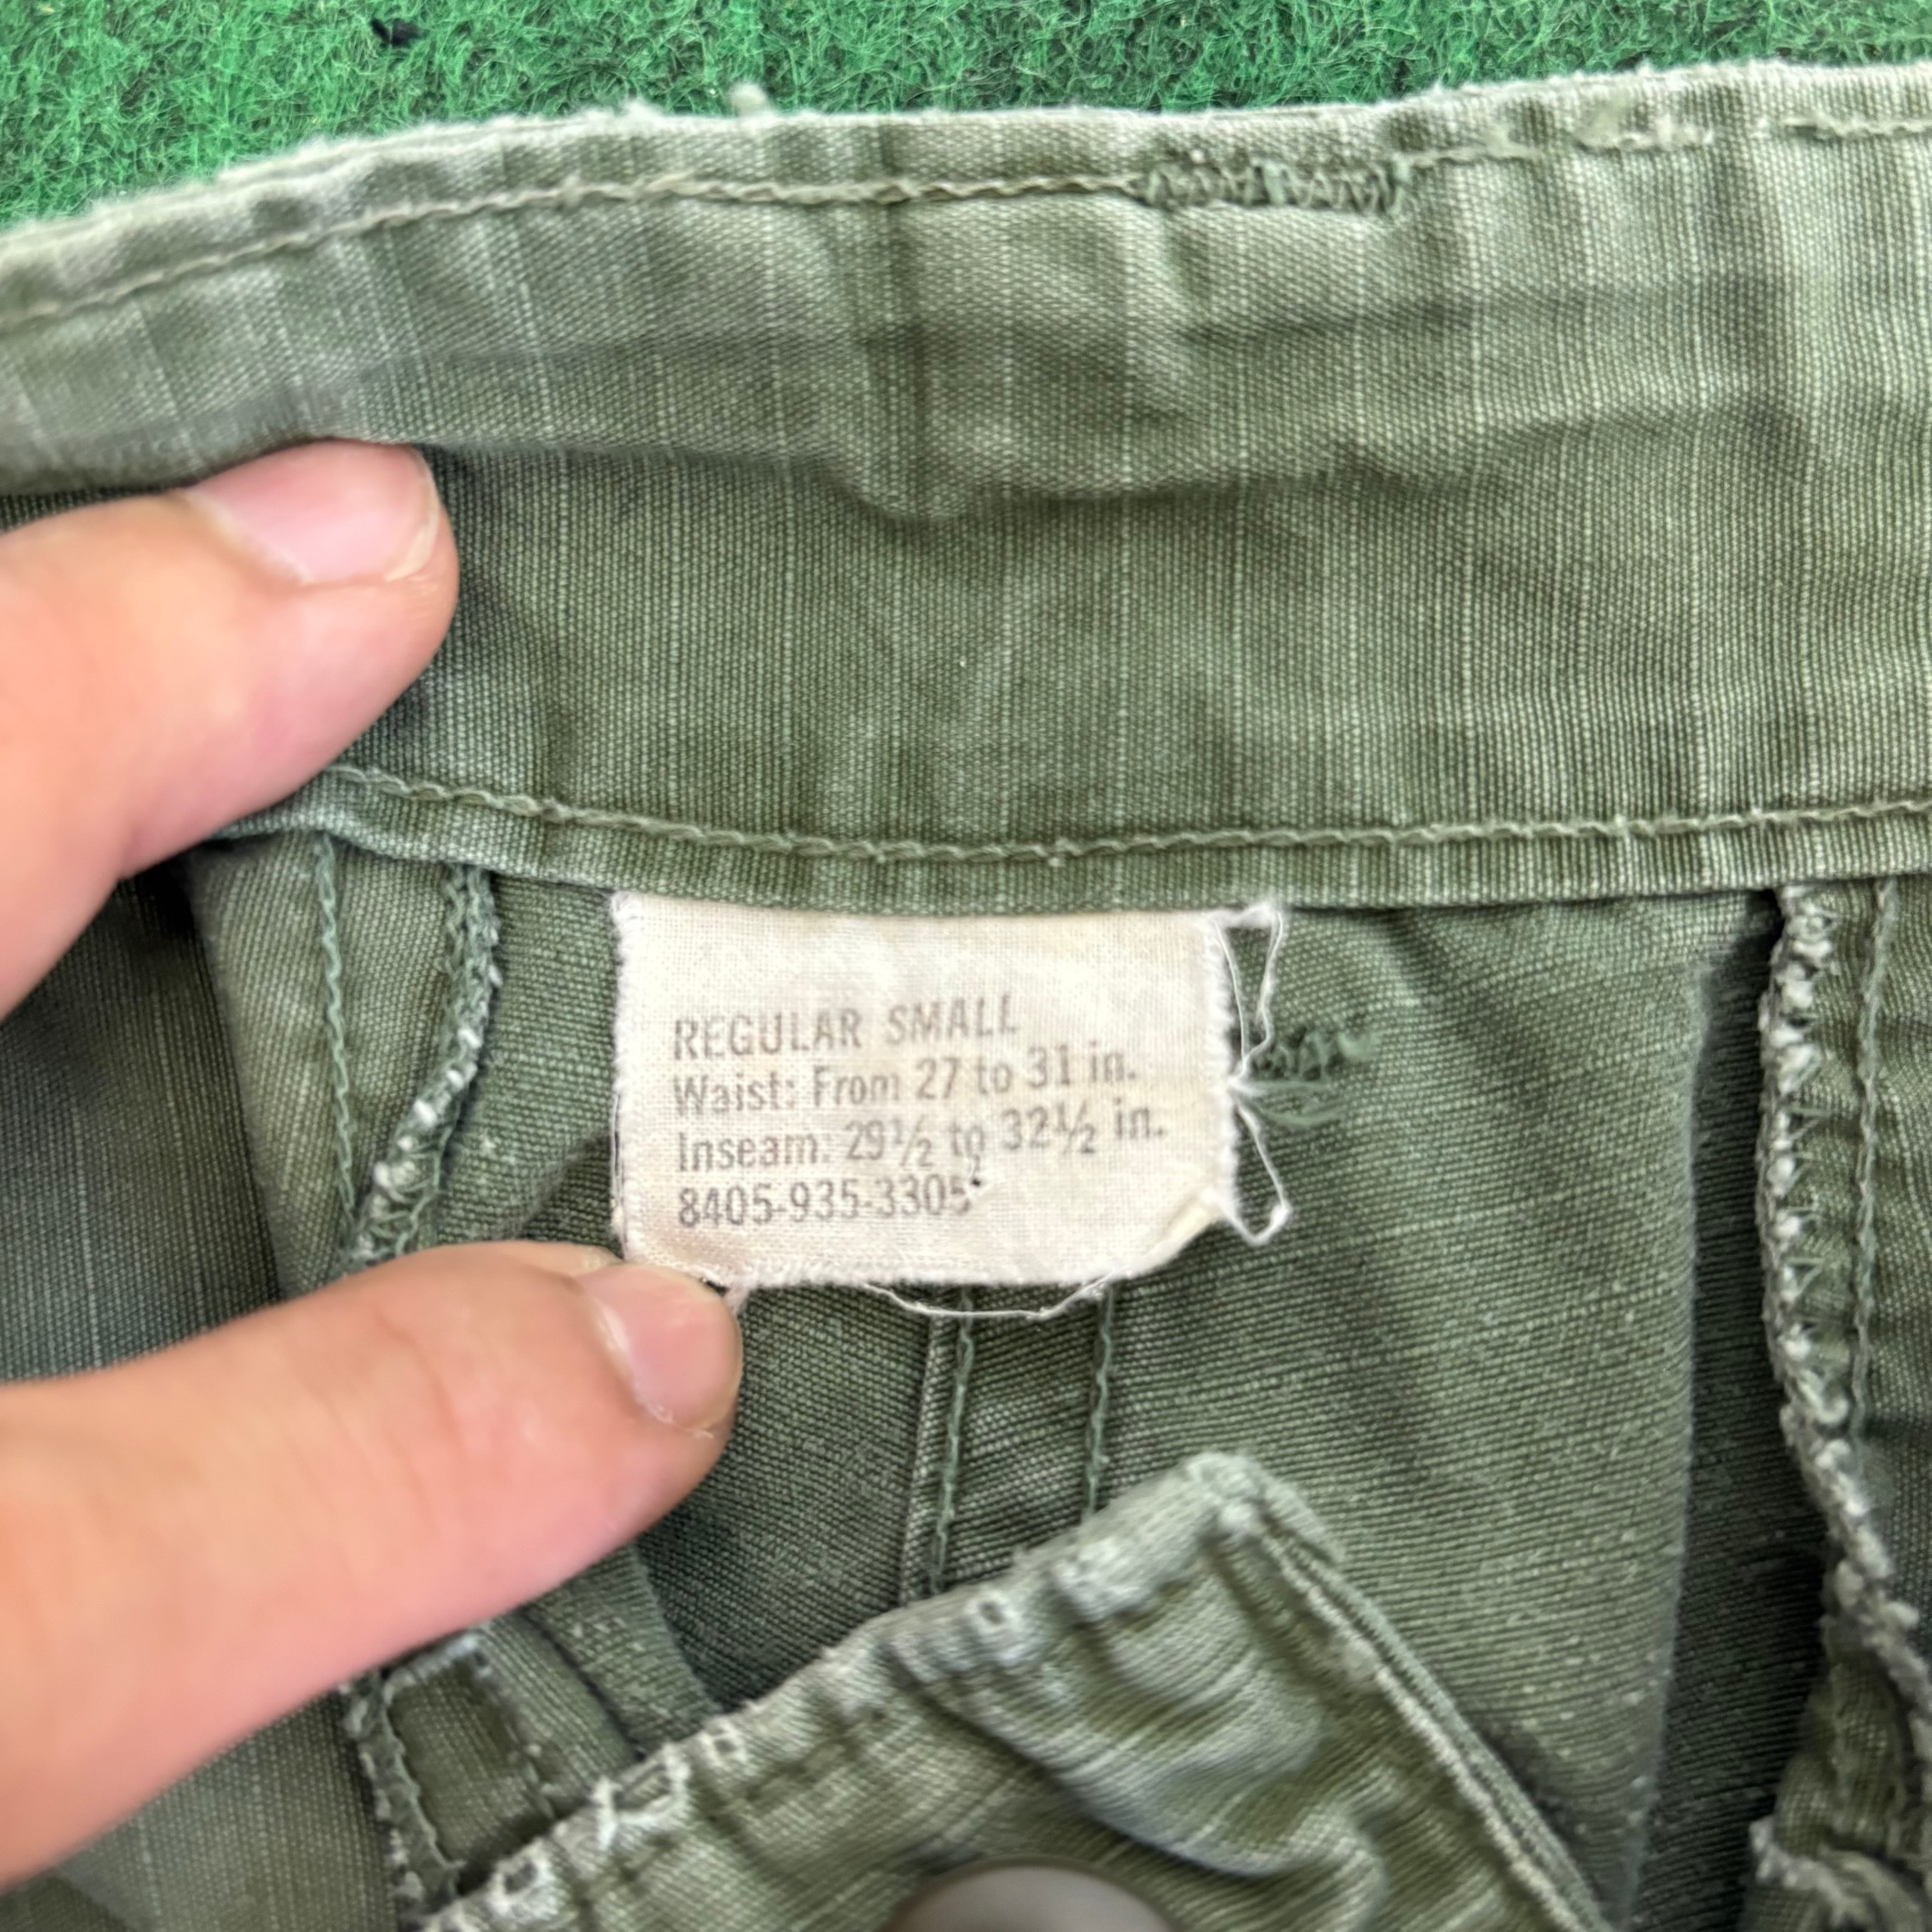 REGULAR SMALL
Waist: From 27 to 31 in.
Inseam: 29½ to 32½ in.
8405-935-3305